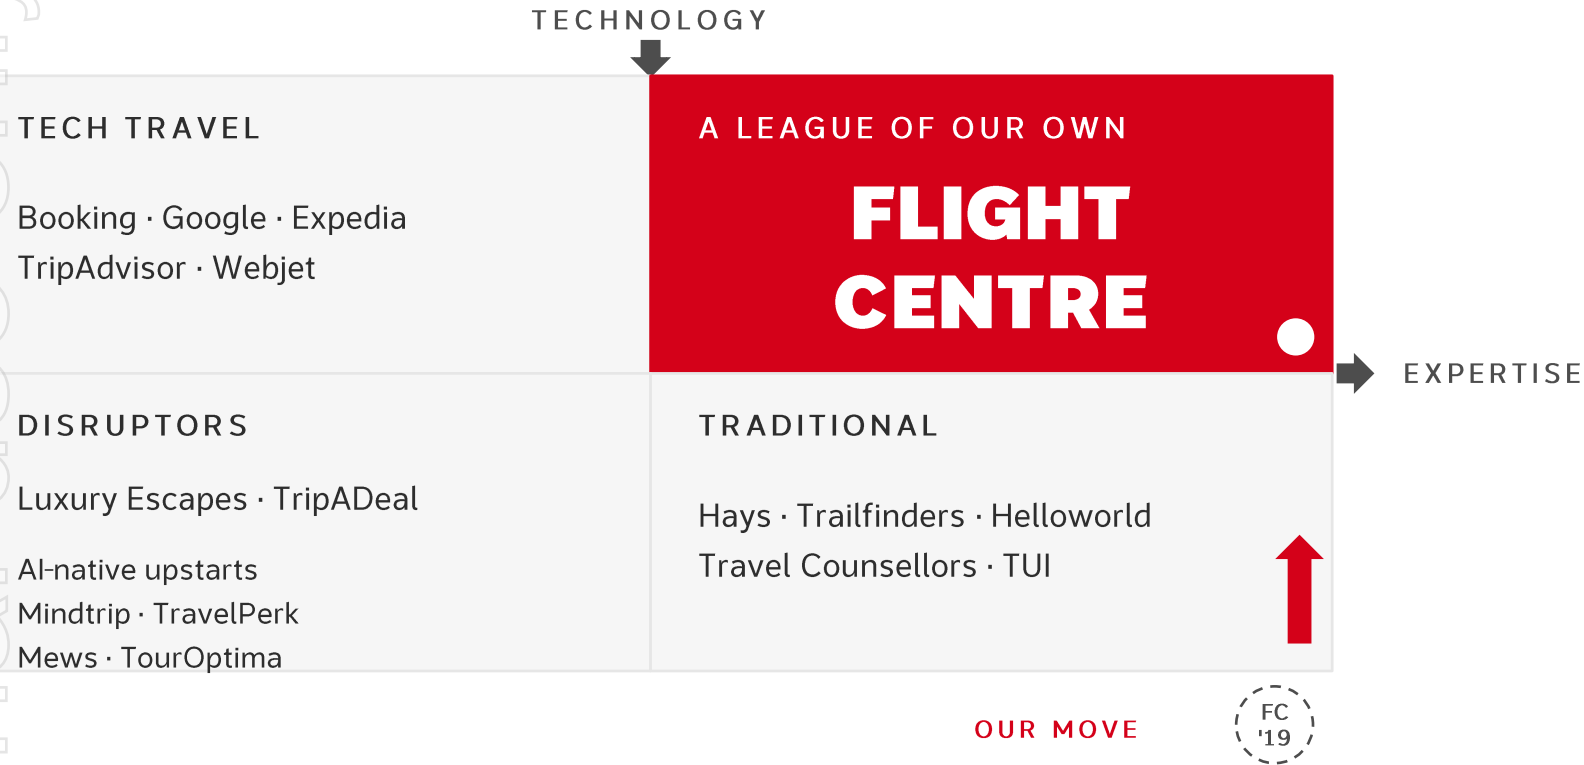 TECHNOLOGY
TECH TRAVEL
Booking · Google · Expedia
TripAdvisor · Webjet
A LEAGUE OF OUR OWN
FLIGHT
CENTRE
EXPERTISE
DISRUPTORS
Luxury Escapes · TripADeal
AI-native upstarts
Mindtrip · TravelPerk
Mews · TourOptima
TRADITIONAL
Hays · Trailfinders · Helloworld
Travel Counsellors · TUI
OUR MOVE
FC
'19